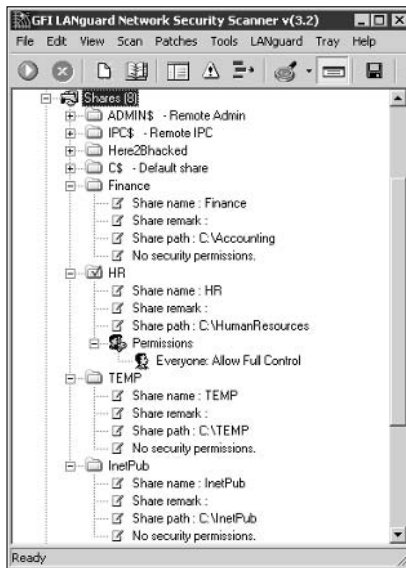 GFI LANguard Network Security Scanner v(3.2)
File Edit View Scan Patches Tools LANguard Tray Help
Shares (8)
ADMIN$ - Remote Admin
IPC$ - Remote IPC
Here2Bhacked
C$ - Default share
Finance
Share name : Finance
Share remark :
Share path : C:\Accounting
No security permissions.
HR
Share name : HR
Share remark :
Share path : C:\HumanResources
Permissions
Everyone: Allow Full Control
TEMP
Share name : TEMP
Share remark :
Share path : C:\TEMP
No security permissions.
InetPub
Share name : InetPub
Share remark :
Share path : C:\InetPub
No security permissions.
Ready